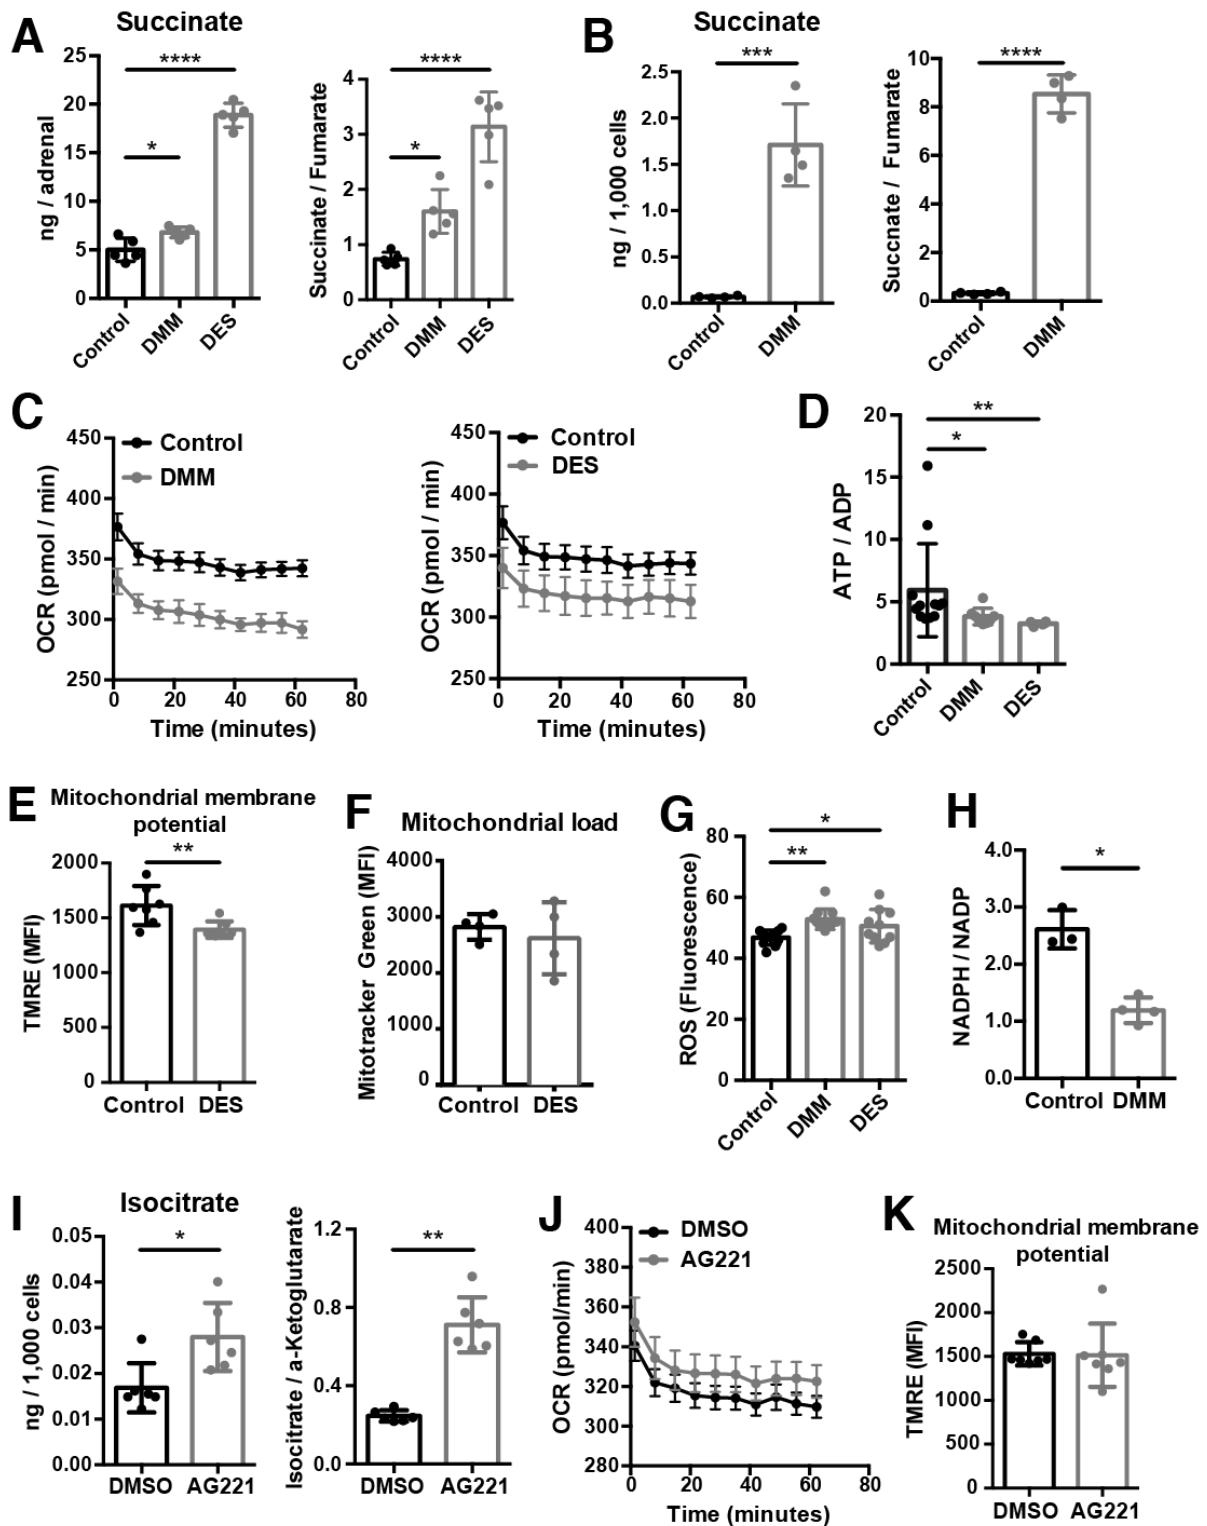 A
Succinate
ng / adrenal
25
20
15
10
5
0
****
*
Control
DMM
DES
Succinate / Fumarate
4
3
2
1
0
****
*
Control
DMM
DES
B
Succinate
ng / 1,000 cells
2.5
2.0
1.5
1.0
0.5
0.0
***
Control
DMM
Succnate / Fumarate
10
8
6
4
2
0
****
Control
DMM
C
OCR (pmol / min)
450
400
350
300
250
Control
DMM
0 20 40 60 80
Time (minutes)
OCR (pmol / min)
450
400
350
300
250
Control
DES
0 20 40 60 80
Time (minutes)
D
ATP / ADP
20
15
10
5
0
**
*
Control
DMM
DES
E
Mitochondrial membrane
potential
TMRE (MFI)
2000
1500
1000
500
0
**
Control DES
F
Mitochondrial load
Mitotracker Green (MFI)
4000
3000
2000
1000
0
Control DES
G
ROS (Fluorescence)
80
60
40
20
0
*
**
Control
DMM
DES
H
NADPH / NADP
4.0
3.0
2.0
1.0
0.0
*
Control DMM
I
Isocitrate
ng / 1,000 cells
0.05
0.04
0.03
0.02
0.01
0.00
*
DMSO AG221
Isocitrate / a-Ketoglutarate
1.2
0.8
0.4
0.0
**
DMSO AG221
J
OCR (pmol/min)
400
380
360
340
320
300
280
DMSO
AG221
0 20 40 60 80
Time (minutes)
K
Mitochondrial membrane
potential
TMRE (MFI)
2500
2000
1500
1000
500
0
DMSO AG221